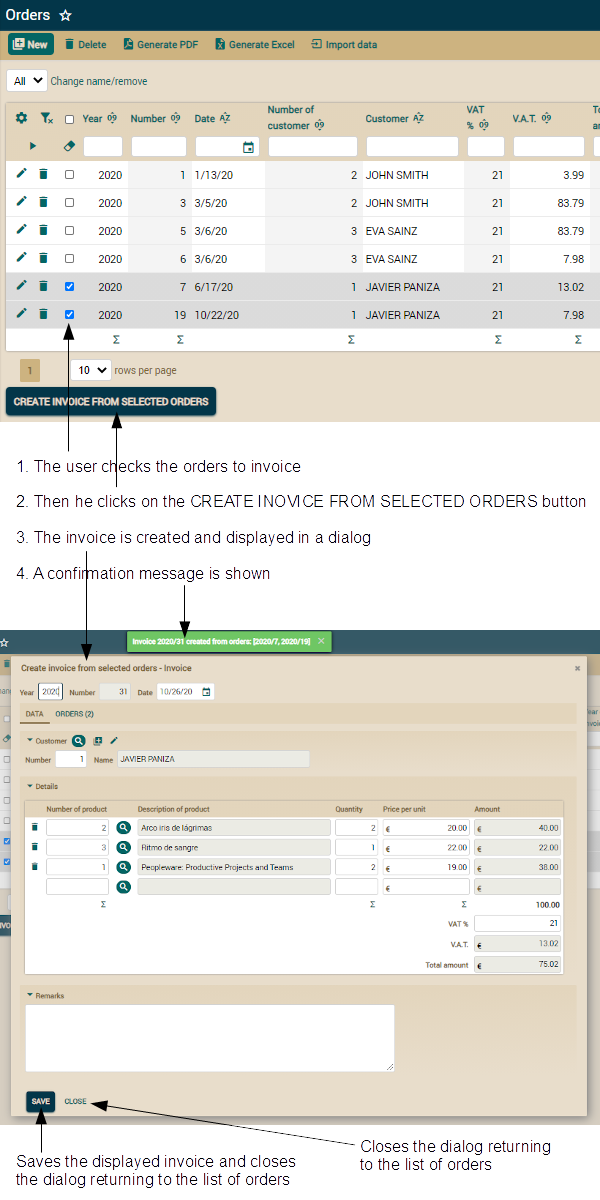 Orders
New Delete Generate PDF Generate Excel Import data
All Change name/remove
Year Number Date Number of customer Customer VAT % V.A.T. To
an
2020 1 1/13/20 2 JOHN SMITH 21 3.99
2020 3 3/5/20 2 JOHN SMITH 21 83.79
2020 5 3/6/20 3 EVA SAINZ 21 83.79
2020 6 3/6/20 3 EVA SAINZ 21 7.98
2020 7 6/17/20 1 JAVIER PANIZA 21 13.02
2020 19 10/22/20 1 JAVIER PANIZA 21 7.98
Σ Σ Σ Σ Σ
1 10 rows per page
CREATE INVOICE FROM SELECTED ORDERS
1. The user checks the orders to invoice
2. Then he clicks on the CREATE INOVICE FROM SELECTED ORDERS button
3. The invoice is created and displayed in a dialog
4. A confirmation message is shown
Invoice 2020/31 created from orders: [2020/7, 2020/19]
Create invoice from selected orders - Invoice
Year 2020 Number 31 Date 10/26/20
DATA ORDERS (2)
Customer
Number 1 Name JAVIER PANIZA
Details
Number of product Description of product Quantity Price per unit Amount
2 Arco iris de lágrimas 2 € 20.00 € 40.00
3 Ritmo de sangre 1 € 22.00 € 22.00
1 Peopleware: Productive Projects and Teams 2 € 19.00 € 38.00
€ €
Σ Σ Σ 100.00
VAT % 21
V.A.T. € 13.02
Total amount € 75.02
Remarks
SAVE CLOSE
Saves the displayed invoice and closes
the dialog returning to the list of orders
Closes the dialog returning
to the list of orders